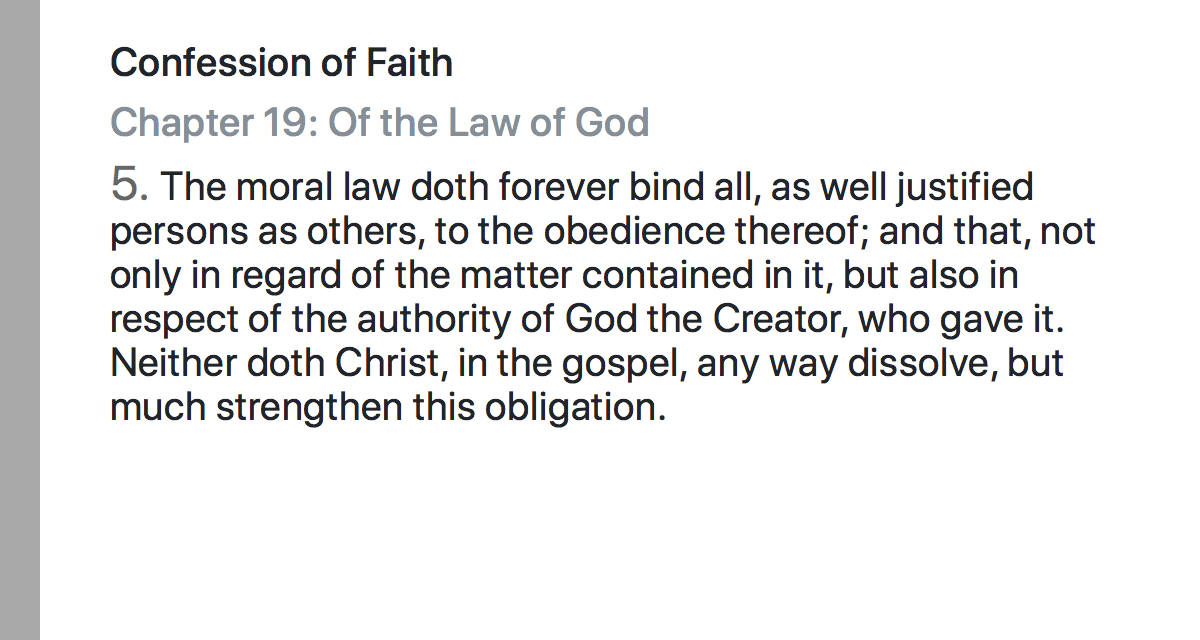 Confession of Faith
Chapter 19: Of the Law of God
5. The moral law doth forever bind all, as well justified
persons as others, to the obedience thereof; and that, not
only in regard of the matter contained in it, but also in
respect of the authority of God the Creator, who gave it.
Neither doth Christ, in the gospel, any way dissolve, but
much strengthen this obligation.